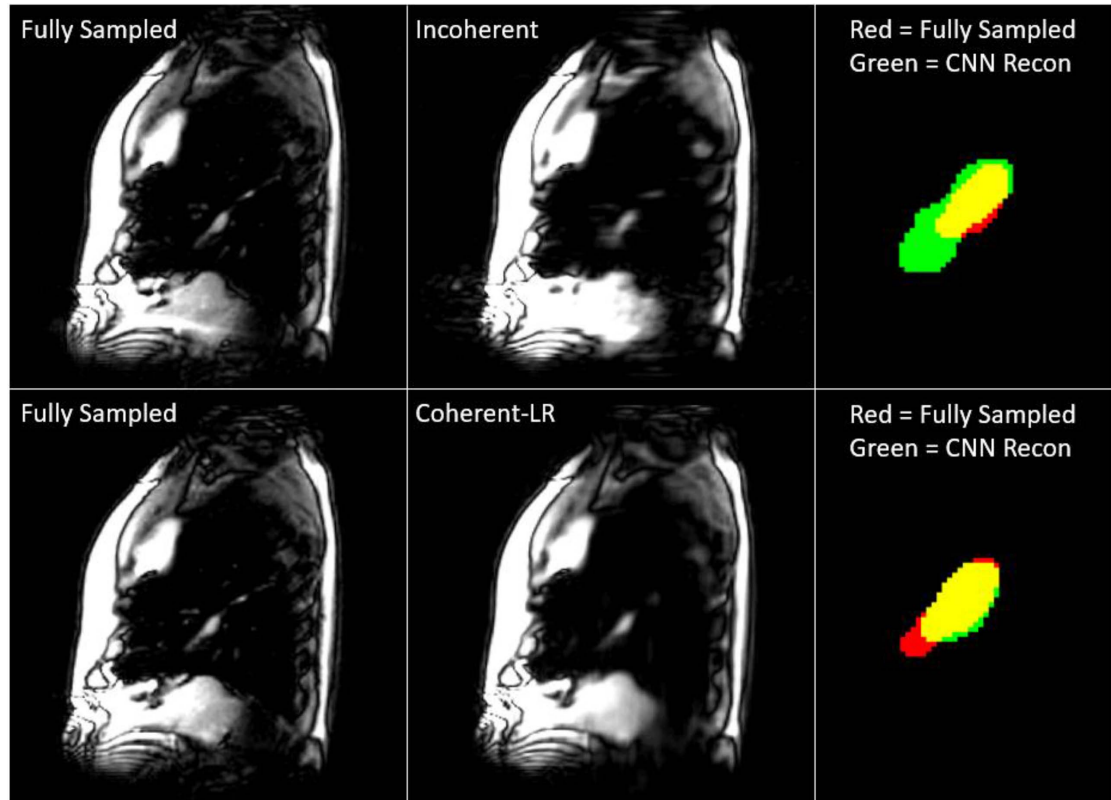 Fully Sampled
Incoherent
Red = Fully Sampled
Green = CNN Recon
Fully Sampled
Coherent-LR
Red = Fully Sampled
Green = CNN Recon